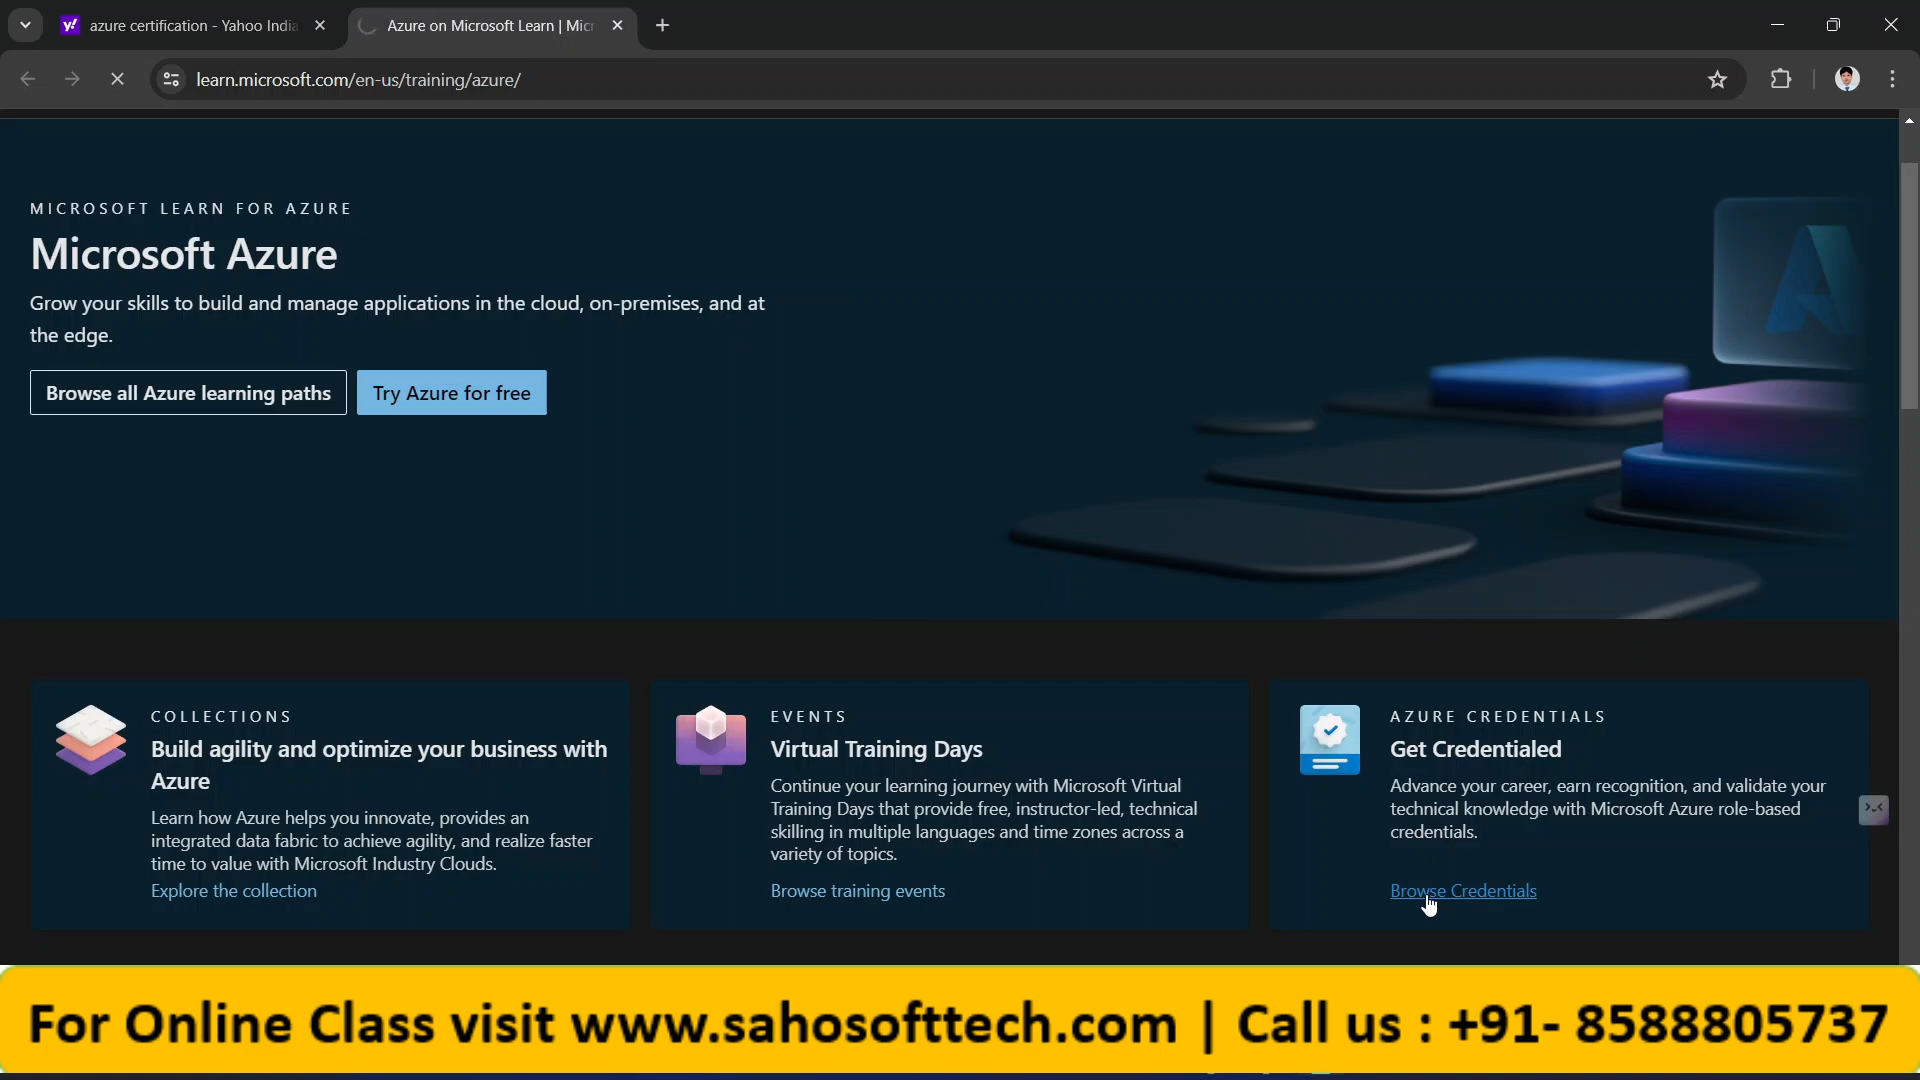 azure certification - Yahoo India
Azure on Microsoft Learn | Micr
learn.microsoft.com/en-us/training/azure/
MICROSOFT LEARN FOR AZURE
Microsoft Azure
Grow your skills to build and manage applications in the cloud, on-premises, and at
the edge.
Browse all Azure learning paths
Try Azure for free
COLLECTIONS
Build agility and optimize your business with
Azure
Learn how Azure helps you innovate, provides an
integrated data fabric to achieve agility, and realize faster
time to value with Microsoft Industry Clouds.
Explore the collection
EVENTS
Virtual Training Days
Continue your learning journey with Microsoft Virtual
Training Days that provide free, instructor-led, technical
skilling in multiple languages and time zones across a
variety of topics.
Browse training events
AZURE CREDENTIALS
Get Credentialed
Advance your career, earn recognition, and validate your
technical knowledge with Microsoft Azure role-based
credentials.
Browse Credentials
For Online Class visit www.sahosofttech.com | Call us : +91- 8588805737